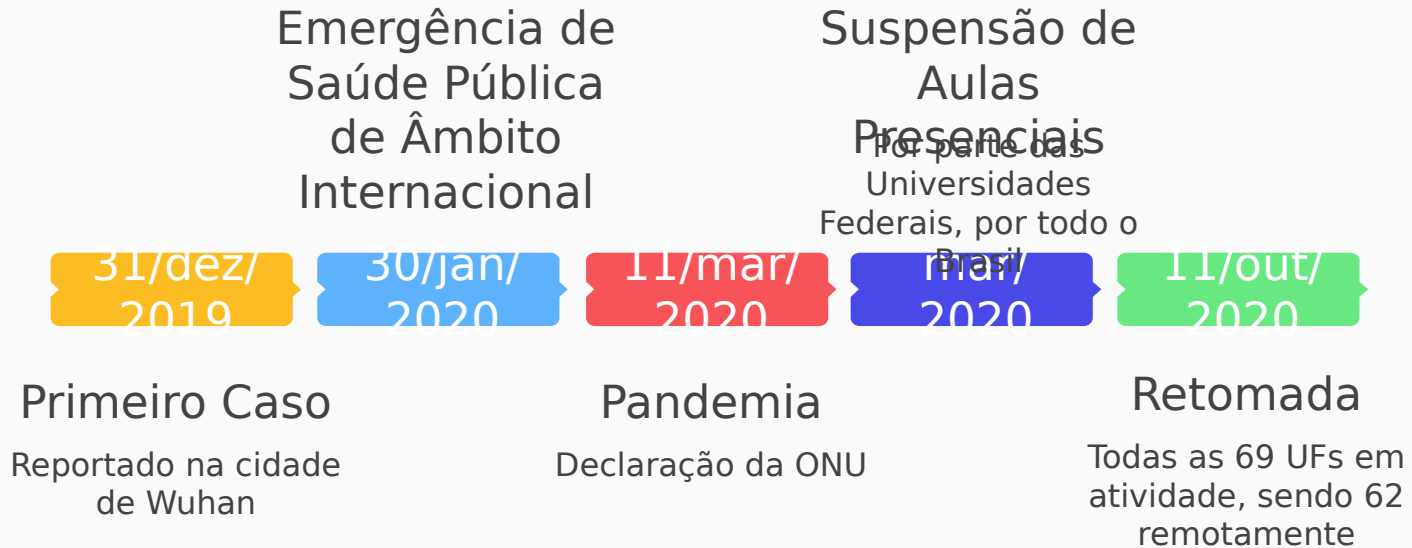 Emergência de
Saúde Pública
de Âmbito
Internacional
Suspensão de
Aulas
Presenciais
Por parte das
Universidades
Federais, por todo o
Brasil
31/dez/
2019
30/jan/
2020
11/mar/
2020
mar/
2020
11/out/
2020
Primeiro Caso
Reportado na cidade
de Wuhan
Pandemia
Declaração da ONU
Retomada
Todas as 69 UFs em
atividade, sendo 62
remotamente